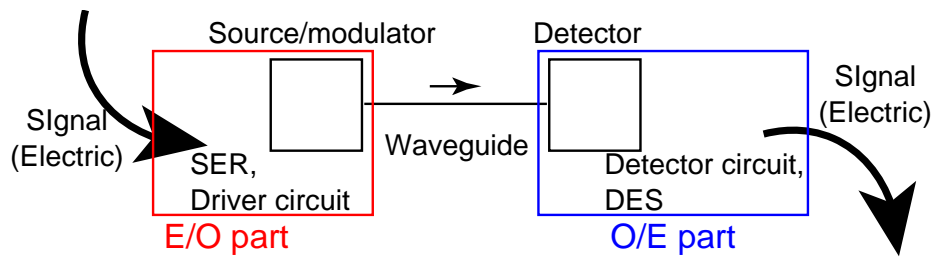 Source/modulator
Detector
SIgnal
(Electric)
SER,
Driver circuit
E/O part
Waveguide
Detector circuit,
DES
O/E part
SIgnal
(Electric)